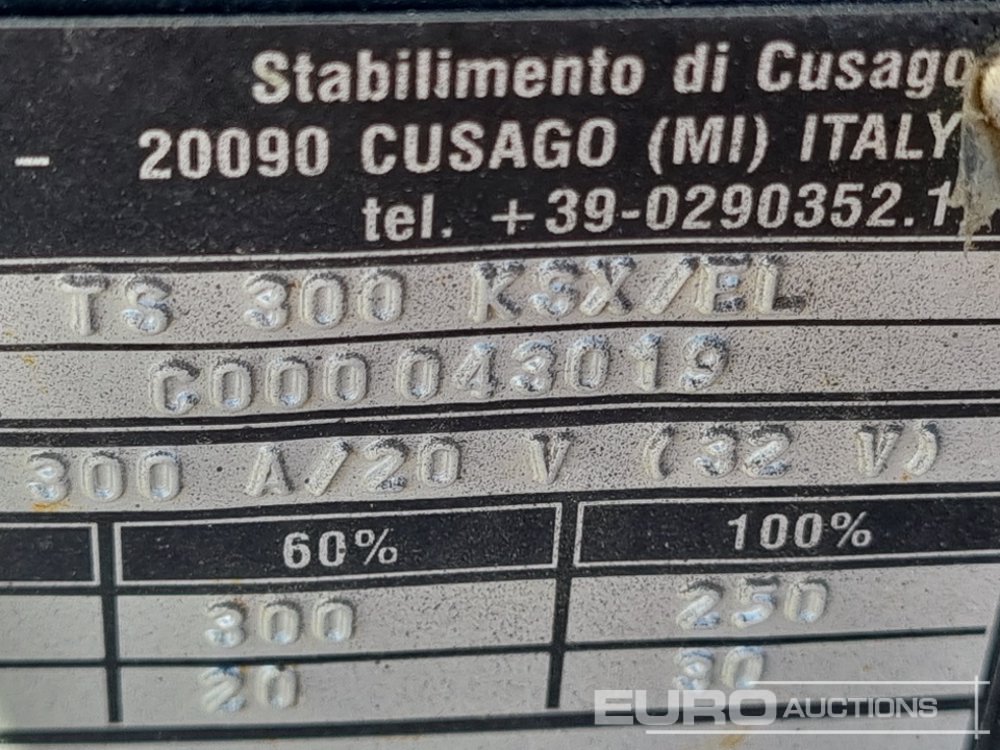 Stabilimento di Cusago
– 20090 CUSAGO (MI) ITALY
tel. +39-0290352.1
TS 300 KSX/EL
C000043019
300 A/20 V (32 V)
60% 100%
300 250
20 30
EURO AUCTIONS